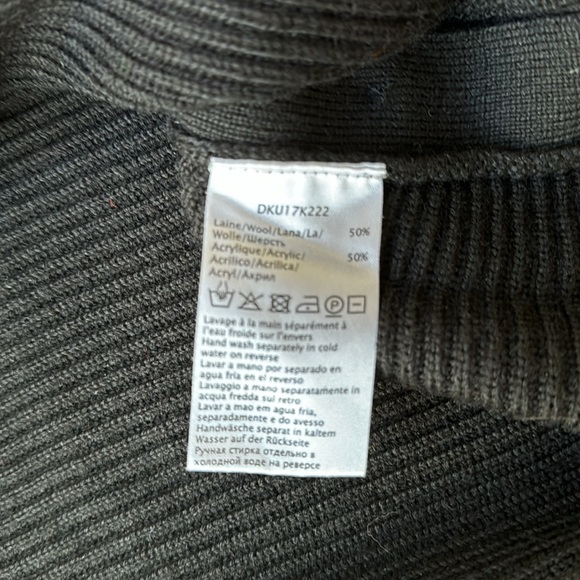 DKU17K222
Laine/Wool/Lana/La/ 50%
Wolle/Шерсть
Acrylique/Acrylic/ 50%
Acrilico/Acrílica/
Acryl/Акрил
P
Lavage à la main séparément à
l'eau froide sur l'envers
Hand wash separately in cold
water on reverse
Lavar a mano por separado en
agua fría en el reverso
Lavaggio a mano separatamente in
acqua fredda sul retro
Lavar a mao em agua fria,
separadamente e do avesso
Handwäsche separat in kaltem
Wasser auf der Rückseite
Ручная стирка отдельно в
холодной воде на реверсе